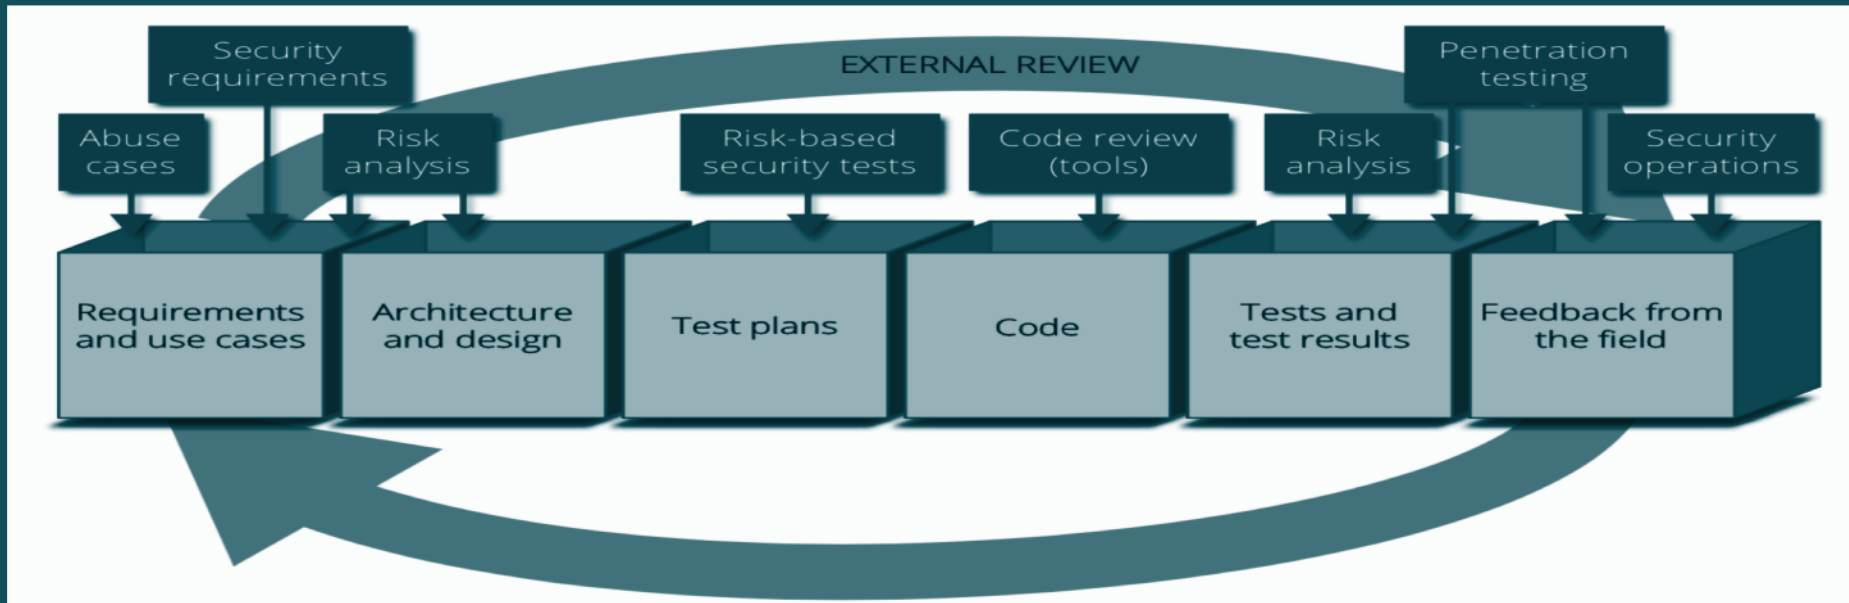 Security
requirements
EXTERNAL REVIEW
Penetration
testing
Abuse
cases
Risk
analysis
Risk-based
security tests
Code review
(tools)
Risk
analysis
Security
operations
Requirements
and use cases
Architecture
and design
Test plans
Code
Tests and
test results
Feedback from
the field